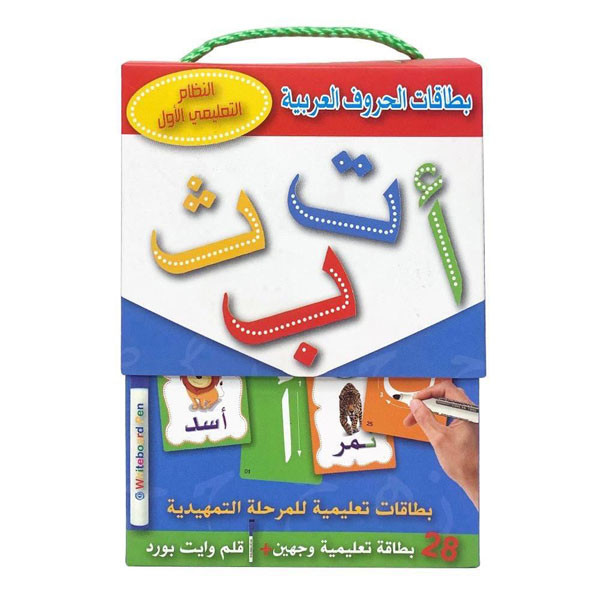 بطاقات الحروف العربية
النظام
التعليمي الأول
أ
ت
ب
ث
أسد
أ
نمر
Whiteboard Pen
بطاقات تعليمية للمرحلة التمهيدية
28 بطاقة تعليمية وجهين + قلم وايت بورد